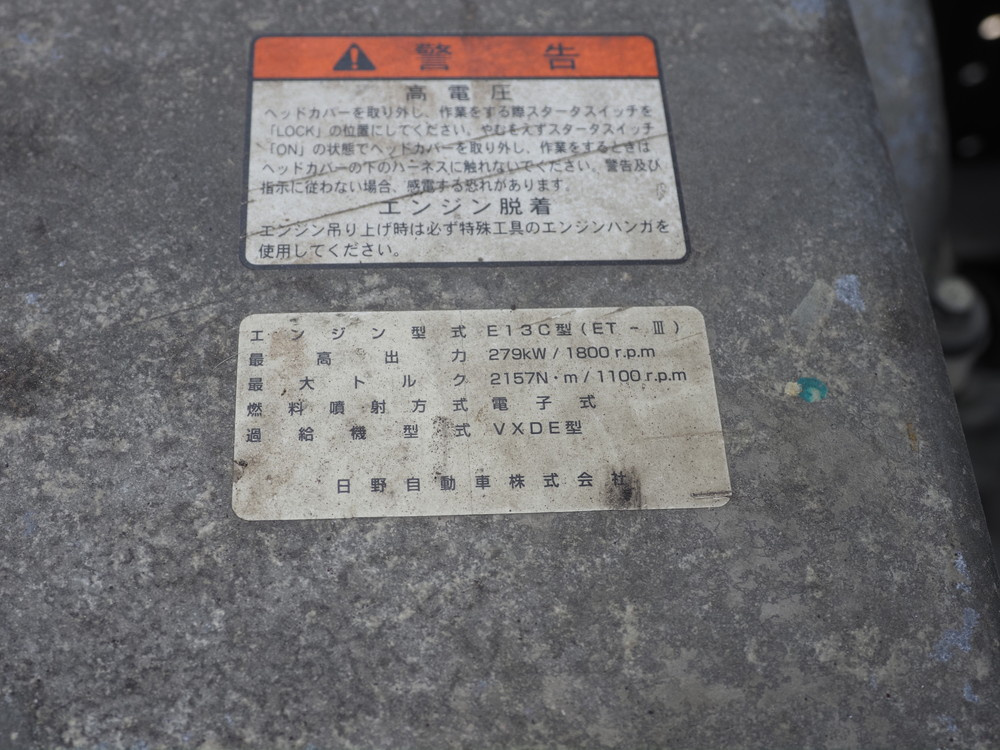 警告
高電圧
ヘッドカバーを取り外し、作業をする際スタータスイッチを
「LOCK」の位置にしてください。やむをえずスタータスイッチ
「ON」の状態でヘッドカバーを取り外し、作業をするときは
ヘッドカバーの下のハーネスに触れないでください。警告及び
指示に従わない場合、感電する恐れがあります。
エンジン脱着
エンジン吊り上げ時は必ず特殊工具のエンジンハンガを
使用してください。
エンジン型式 E13C型(ET-Ⅲ)
最高出力 279kW/1800r.p.m
最大トルク 2157N・m/1100r.p.m
燃料噴射方式 電子式
過給機型式 VXDE型
日野自動車株式会社